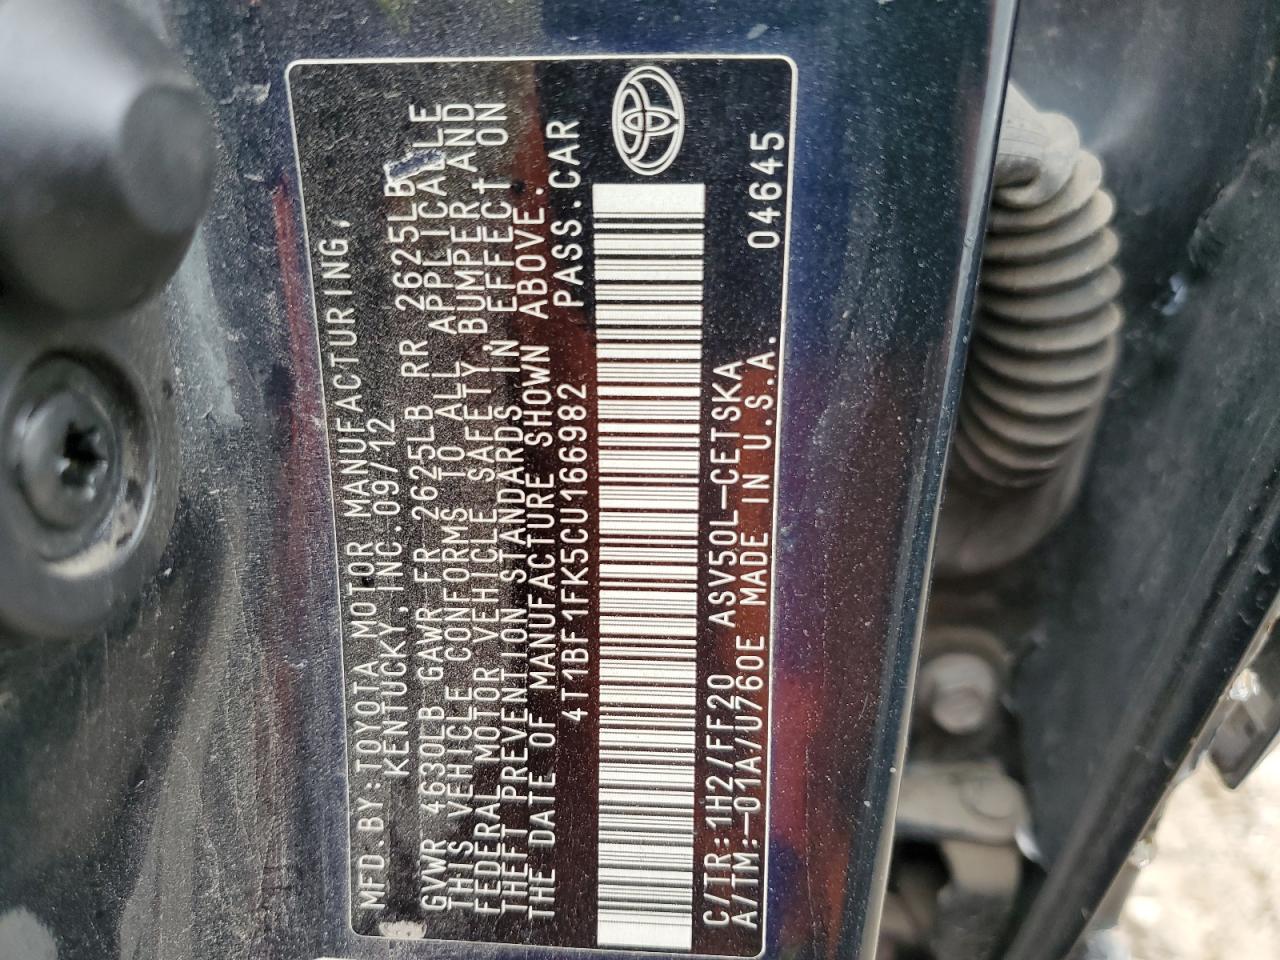 MFD.BY:TOYOTA MOTOR MANUFACTURING,
KENTUCKY, INC.09/12
GVWR 4630LB GAWR FR 2625LB RR 2625LB
THIS VEHICLE CONFORMS TO ALL APPLICALLE
FEDERAL MOTOR VEHICLE SAFETY, BUMPER,AND
THEFT PREVENTION STANDARDS IN EFFECT ON
THE DATE OF MANUFACTURE SHOWN ABOVE.
4T1BF1FK5CU166982 PASS.CAR
C/TR:1H2/FF20 ASV50L-CETSKA
A/TM:-01A/U760E MADE IN U.S.A. 04645